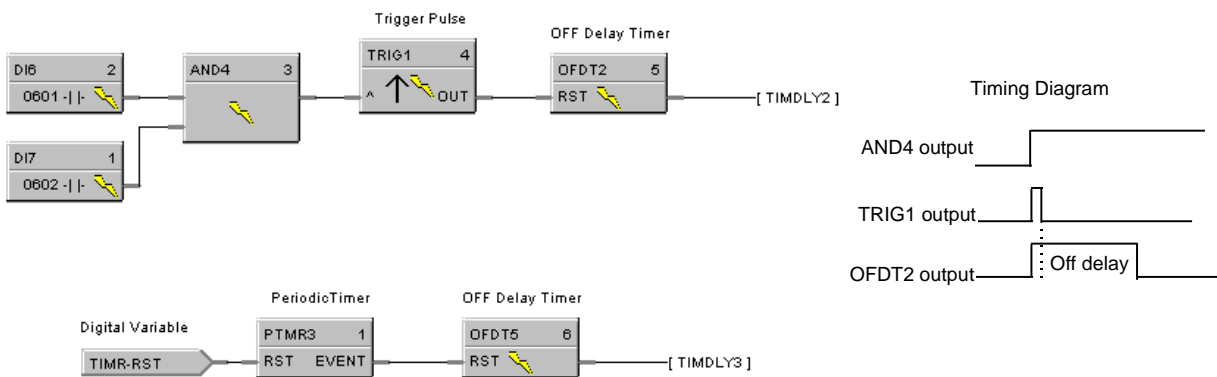 Trigger Pulse
OFF Delay Timer
DI6 2
0601 -| |-
AND4 3
TRIG1 4
^ OUT
OFDT2 5
RST
[ TIMDLY2 ]
DI7 1
0602 -| |-
Timing Diagram
AND4 output
TRIG1 output
OFDT2 output
Off delay
PeriodicTimer
OFF Delay Timer
Digital Variable
TIMR-RST
PTMR3 1
RST EVENT
OFDT5 6
RST
[ TIMDLY3 ]